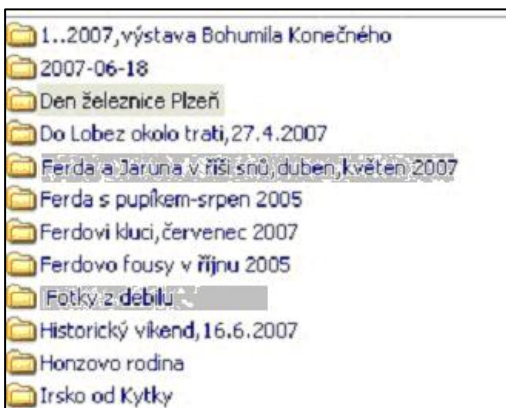 1..2007,výstava Bohumila Konečného
2007-06-18
Den železnice Plzeň
Do Lobez okolo trati,27.4.2007
Ferda a Jaruna v říši snů,duben,květen 2007
Ferda s pupíkem-srpen 2005
Ferdovi kluci,červenec 2007
Ferdovo fousy v říjnu 2005
Fotky z debilu
Historický víkend,16.6.2007
Honzovo rodina
Irsko od Kytky